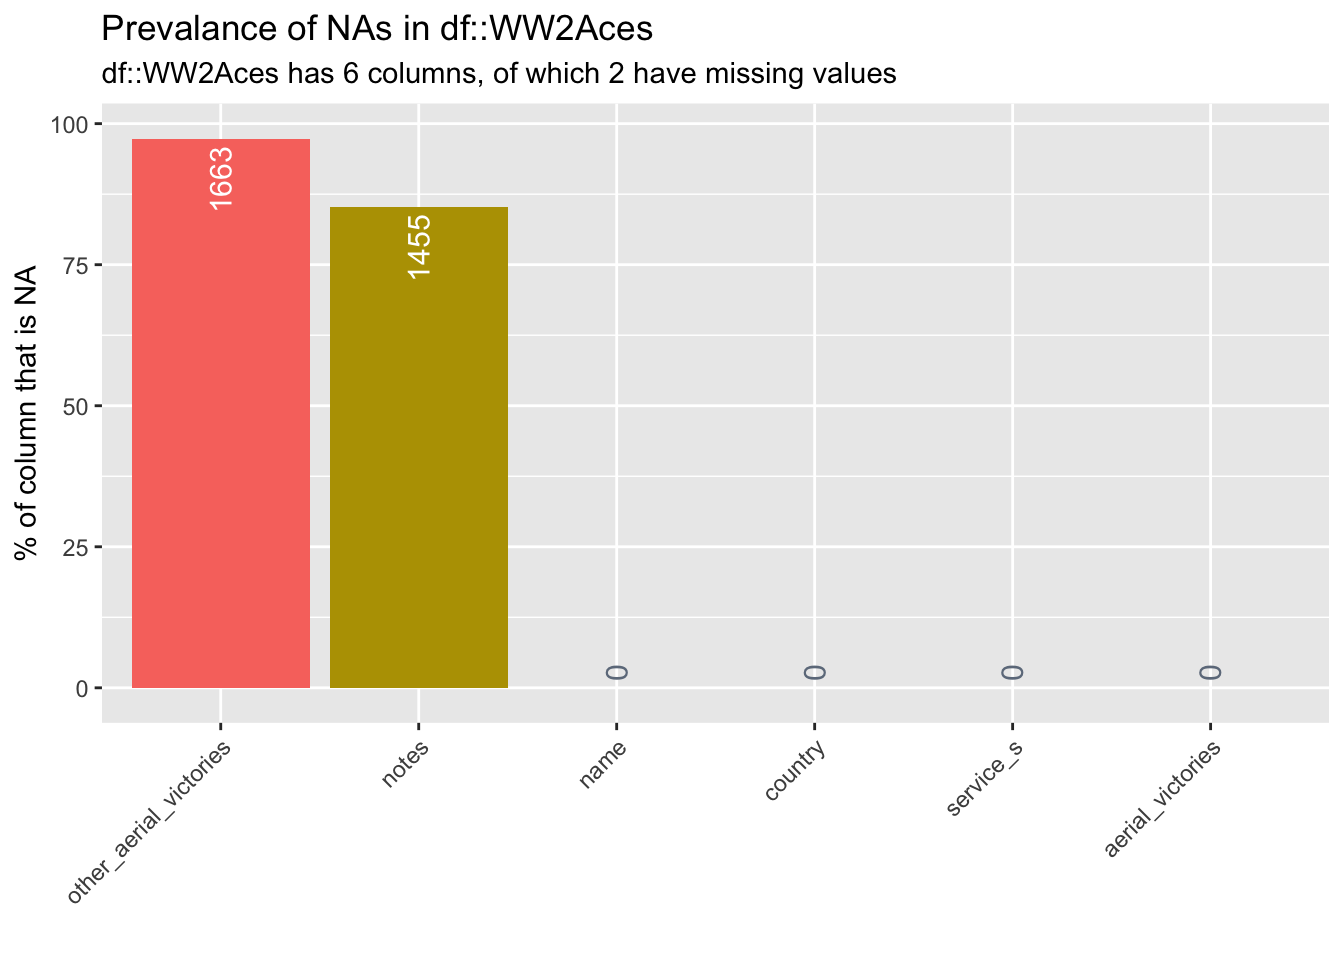 Prevalance of NAs in df::WW2Aces
df::WW2Aces has 6 columns, of which 2 have missing values
% of column that is NA
100
75
50
25
0
1663
1455
0
0
0
0
other_aerial_victories
notes
name
country
service_s
aerial_victories